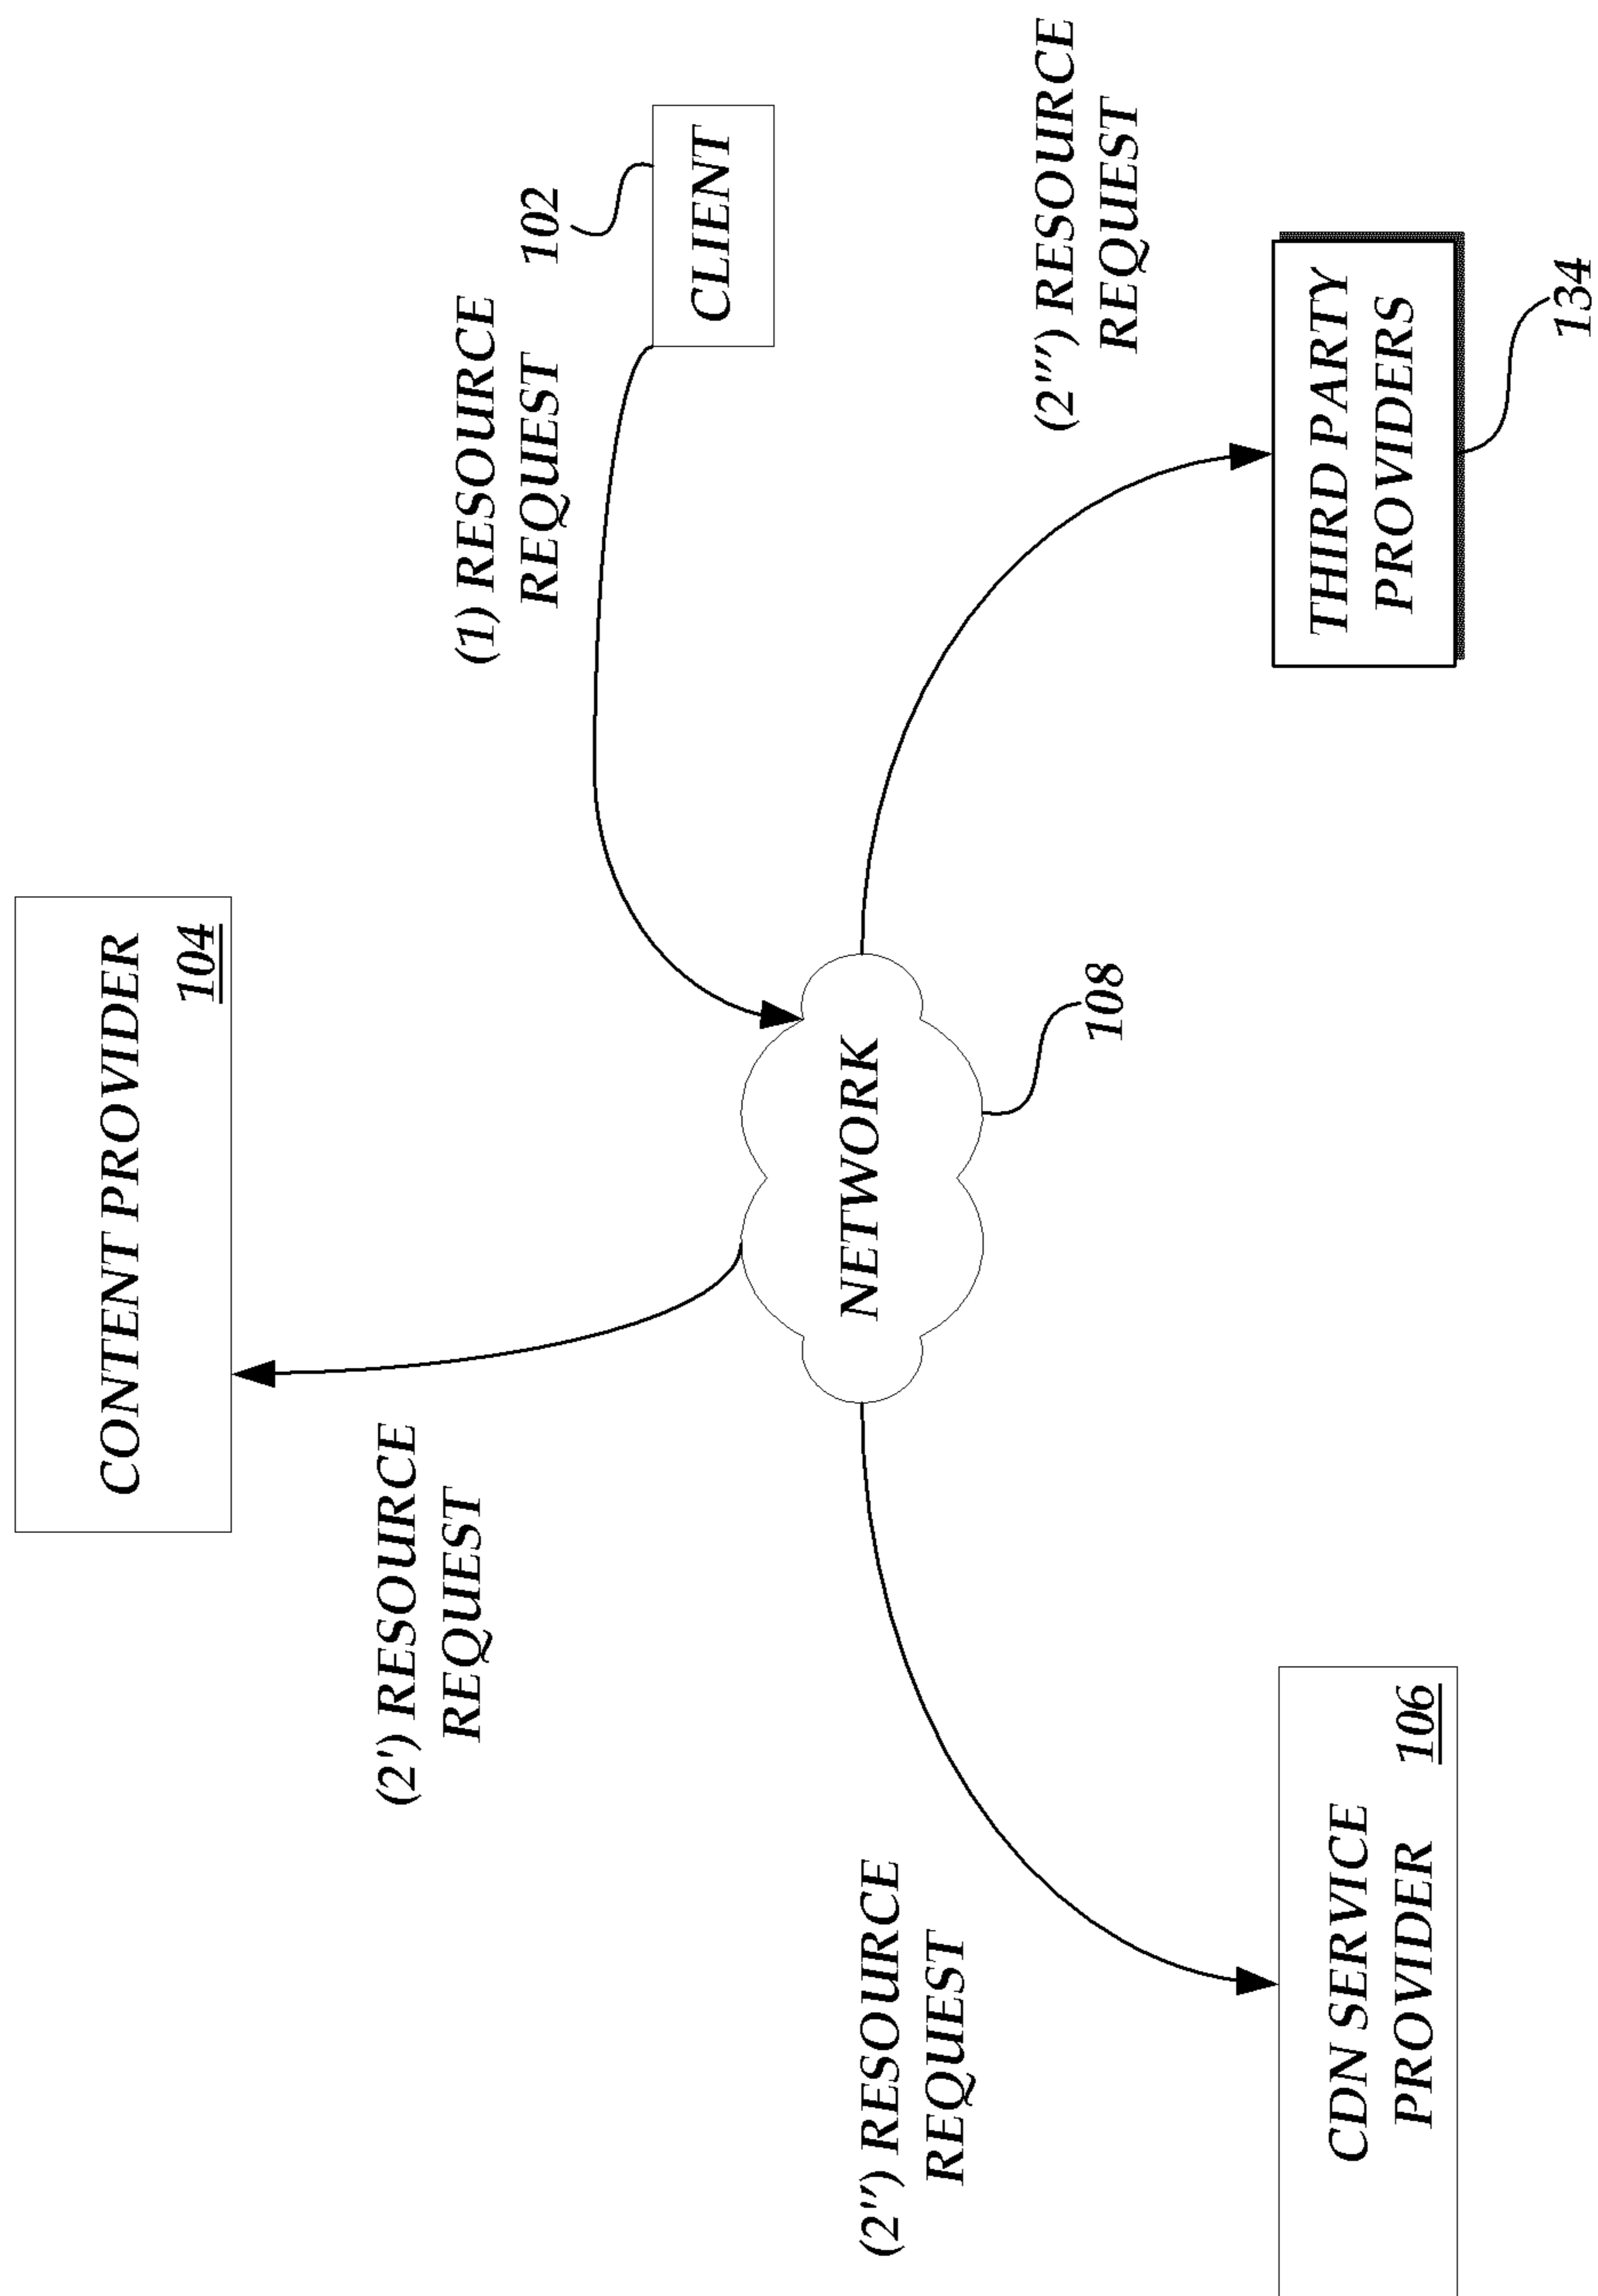 CONTENT PROVIDER
104
(2') RESOURCE
REQUEST
(1) RESOURCE
REQUEST
102
CLIENT
NETWORK
108
(2'') RESOURCE
REQUEST
(2''') RESOURCE
REQUEST
CDN SERVICE
PROVIDER
106
THIRD PARTY
PROVIDERS
134